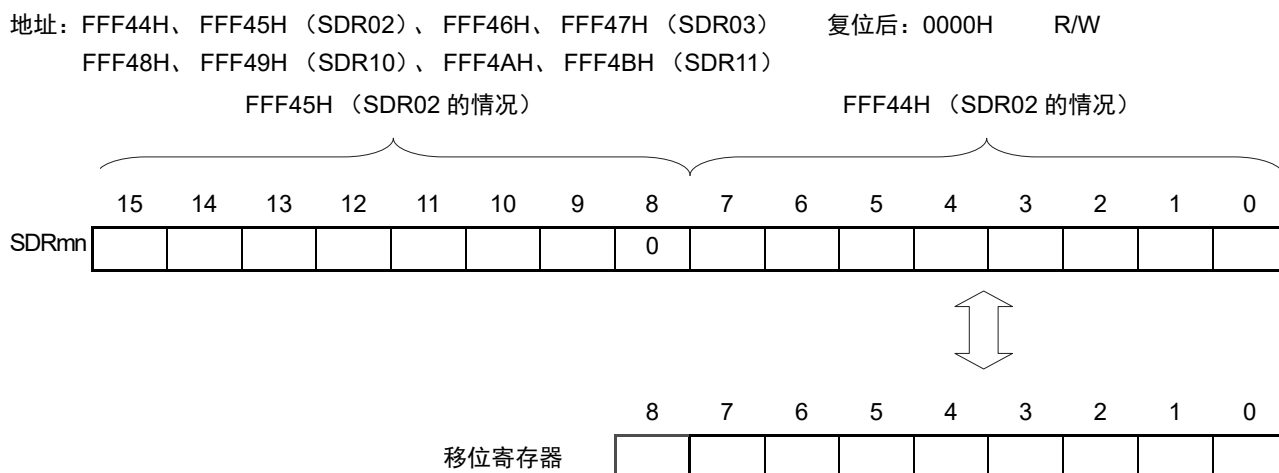 地址：FFF44H、 FFF45H （SDR02）、 FFF46H、 FFF47H （SDR03） 复位后：0000H R/W
FFF48H、 FFF49H （SDR10）、 FFF4AH、 FFF4BH （SDR11）
FFF45H （SDR02 的情况） FFF44H （SDR02 的情况）
15 14 13 12 11 10 9 8 7 6 5 4 3 2 1 0
SDRmn 0
8 7 6 5 4 3 2 1 0
移位寄存器